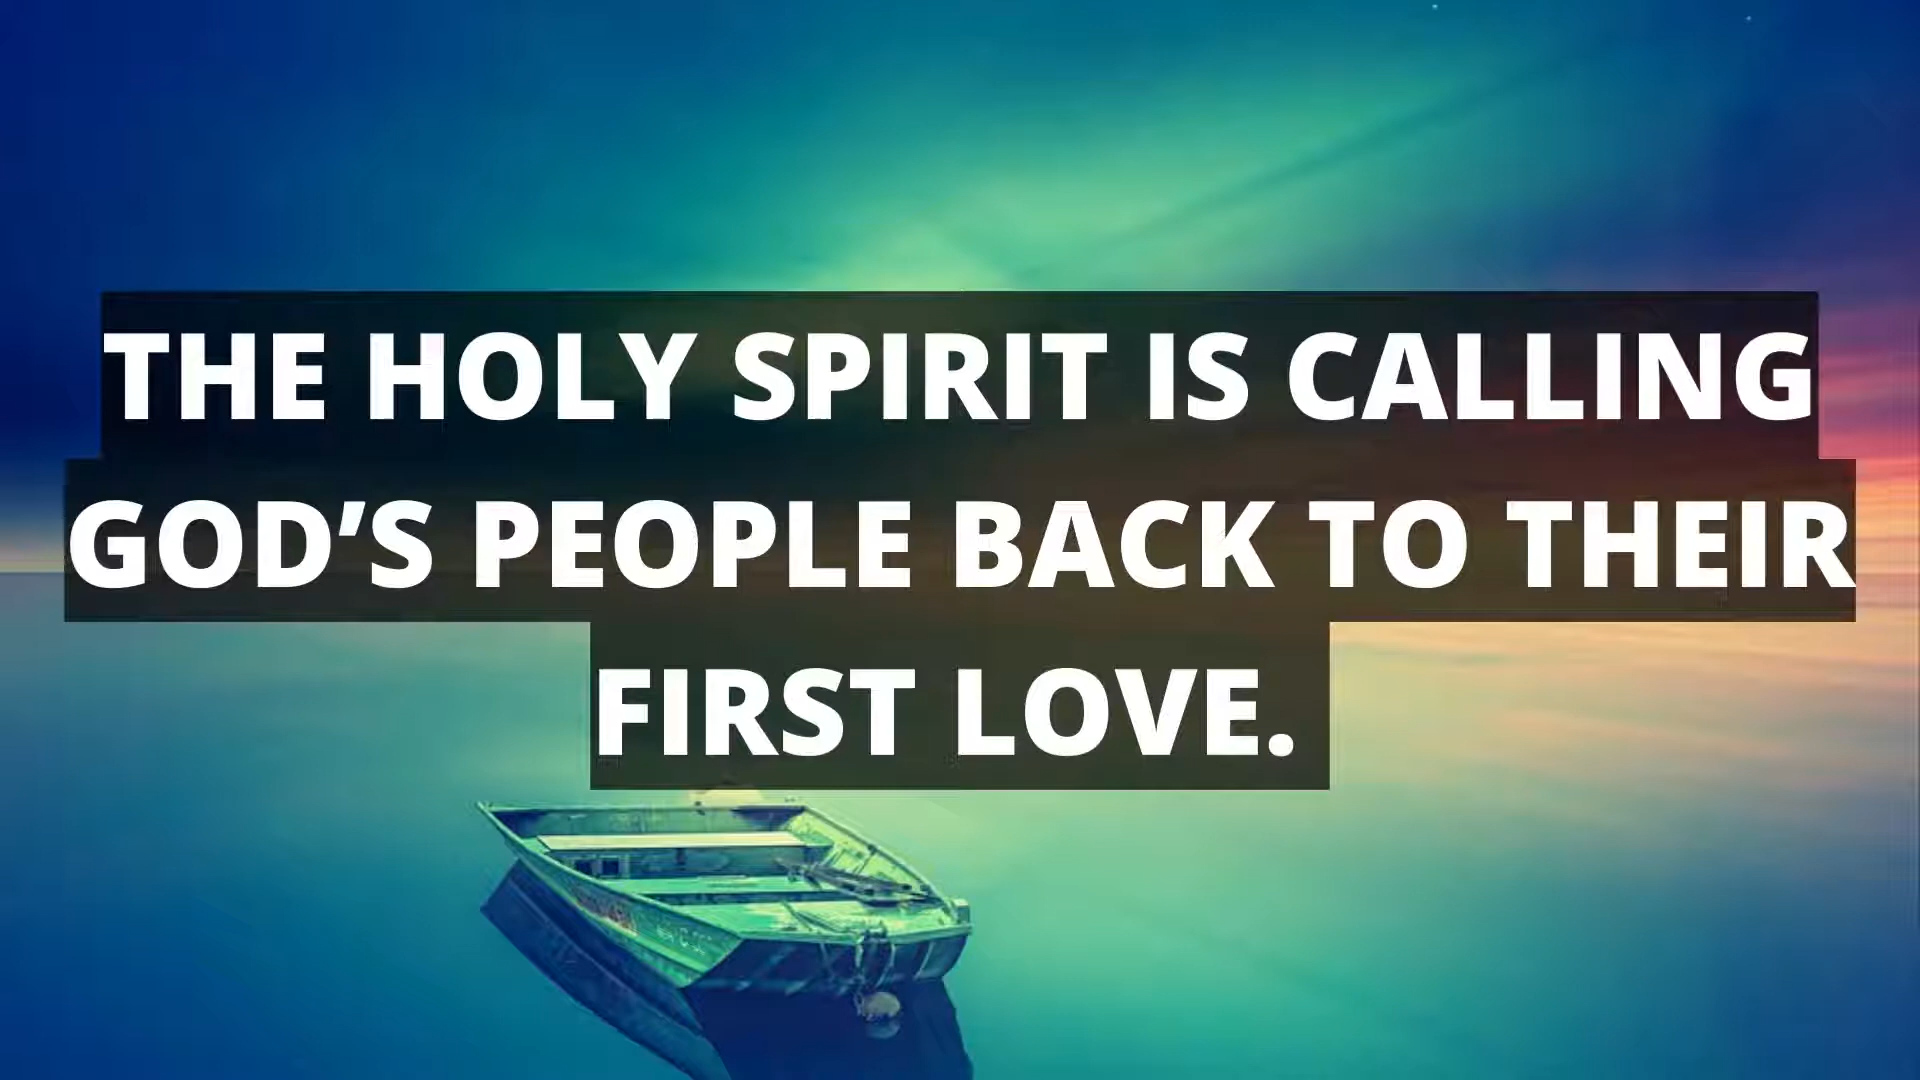 THE HOLY SPIRIT IS CALLING
GOD’S PEOPLE BACK TO THEIR
FIRST LOVE.